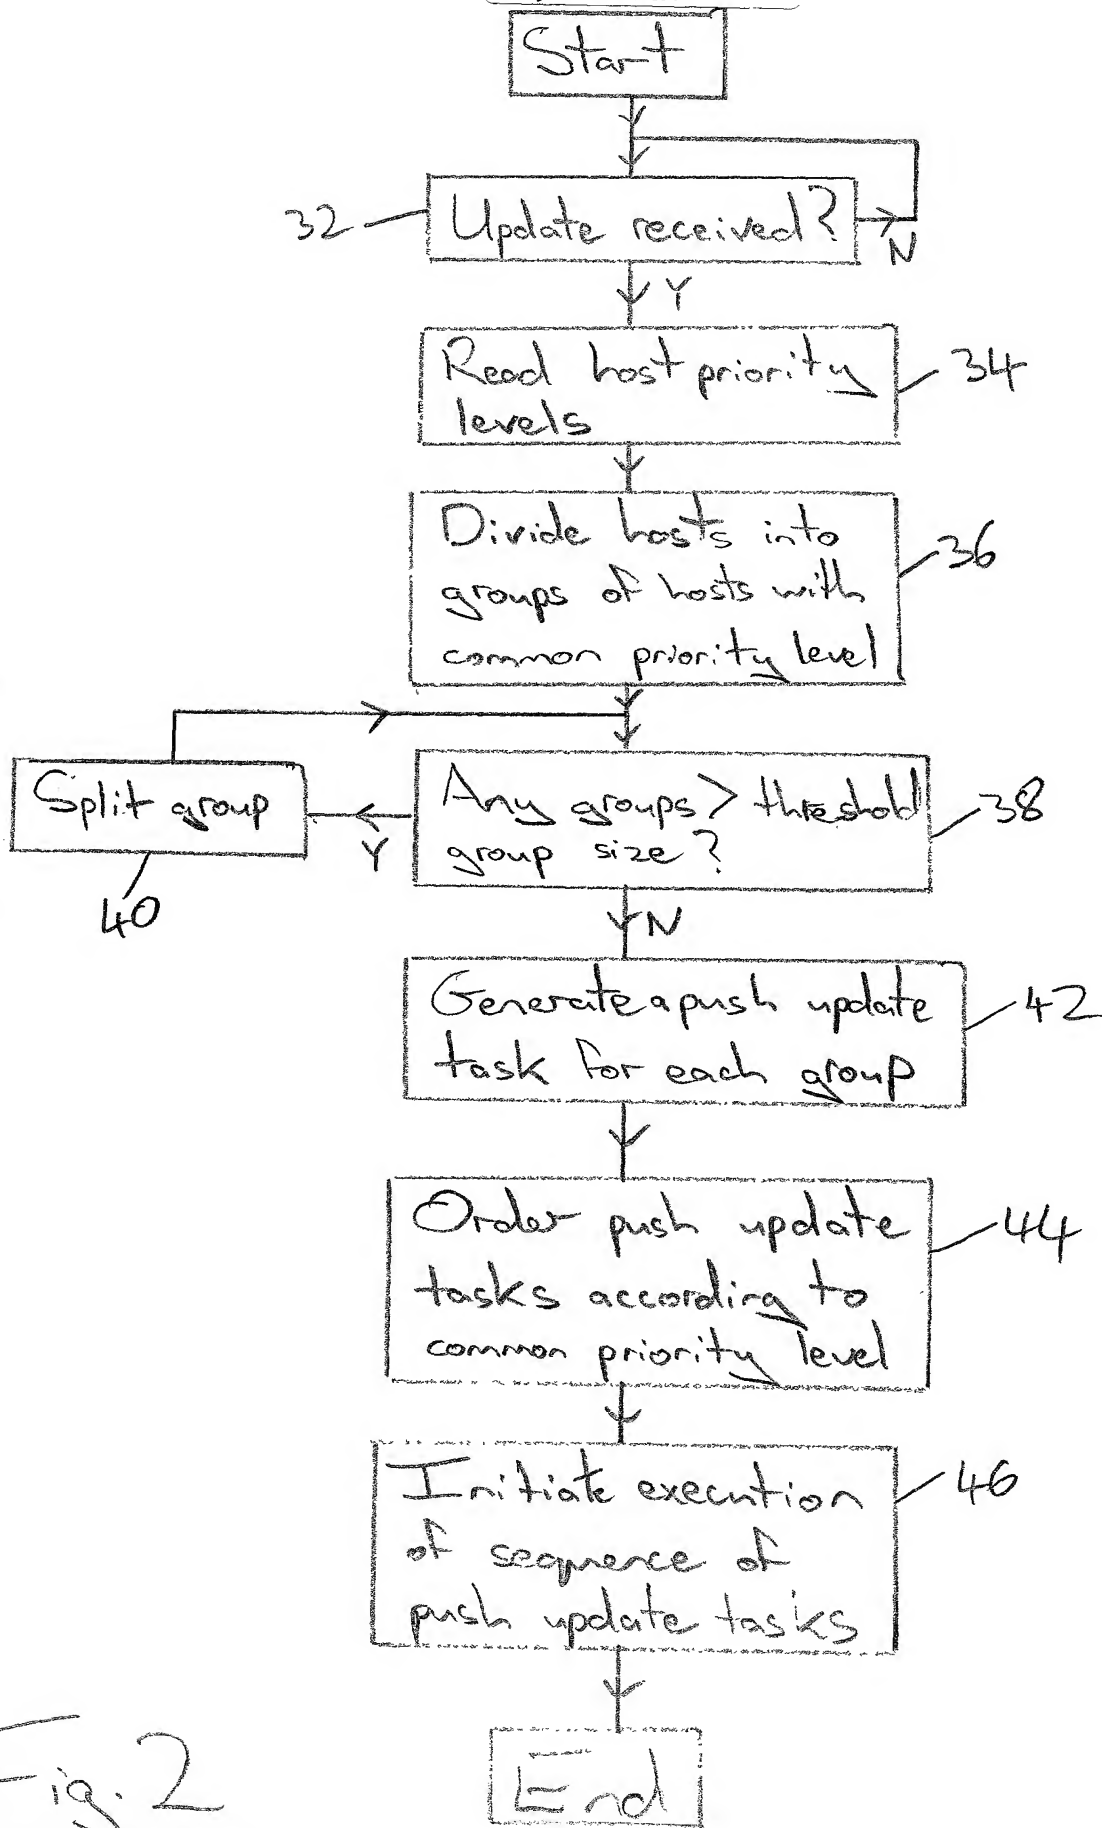 Start
32
Update received?
N
Y
Read host priority
levels
34
Divide hosts into
groups of hosts with
common priority level
36
Split group
40
Y
Any groups > threshold
group size?
38
N
Generate a push update
task for each group
42
Order push update
tasks according to
common priority level
44
Initiate execution
of sequence of
push update tasks
46
End
Fig. 2